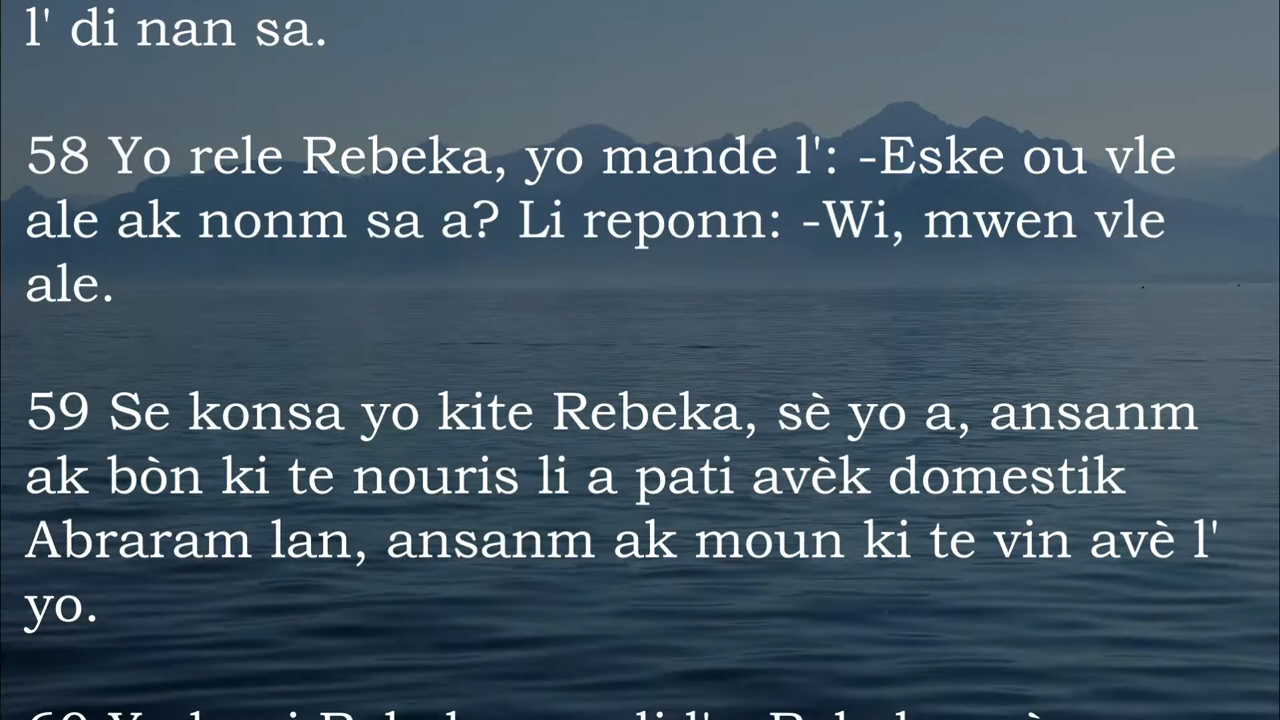 l' di nan sa.
58 Yo rele Rebeka, yo mande l': -Eske ou vle
ale ak nonm sa a? Li reponn: -Wi, mwen vle
ale.
59 Se konsa yo kite Rebeka, sè yo a, ansanm
ak bòn ki te nouris li a pati avèk domestik
Abraram lan, ansanm ak moun ki te vin avè l'
yo.